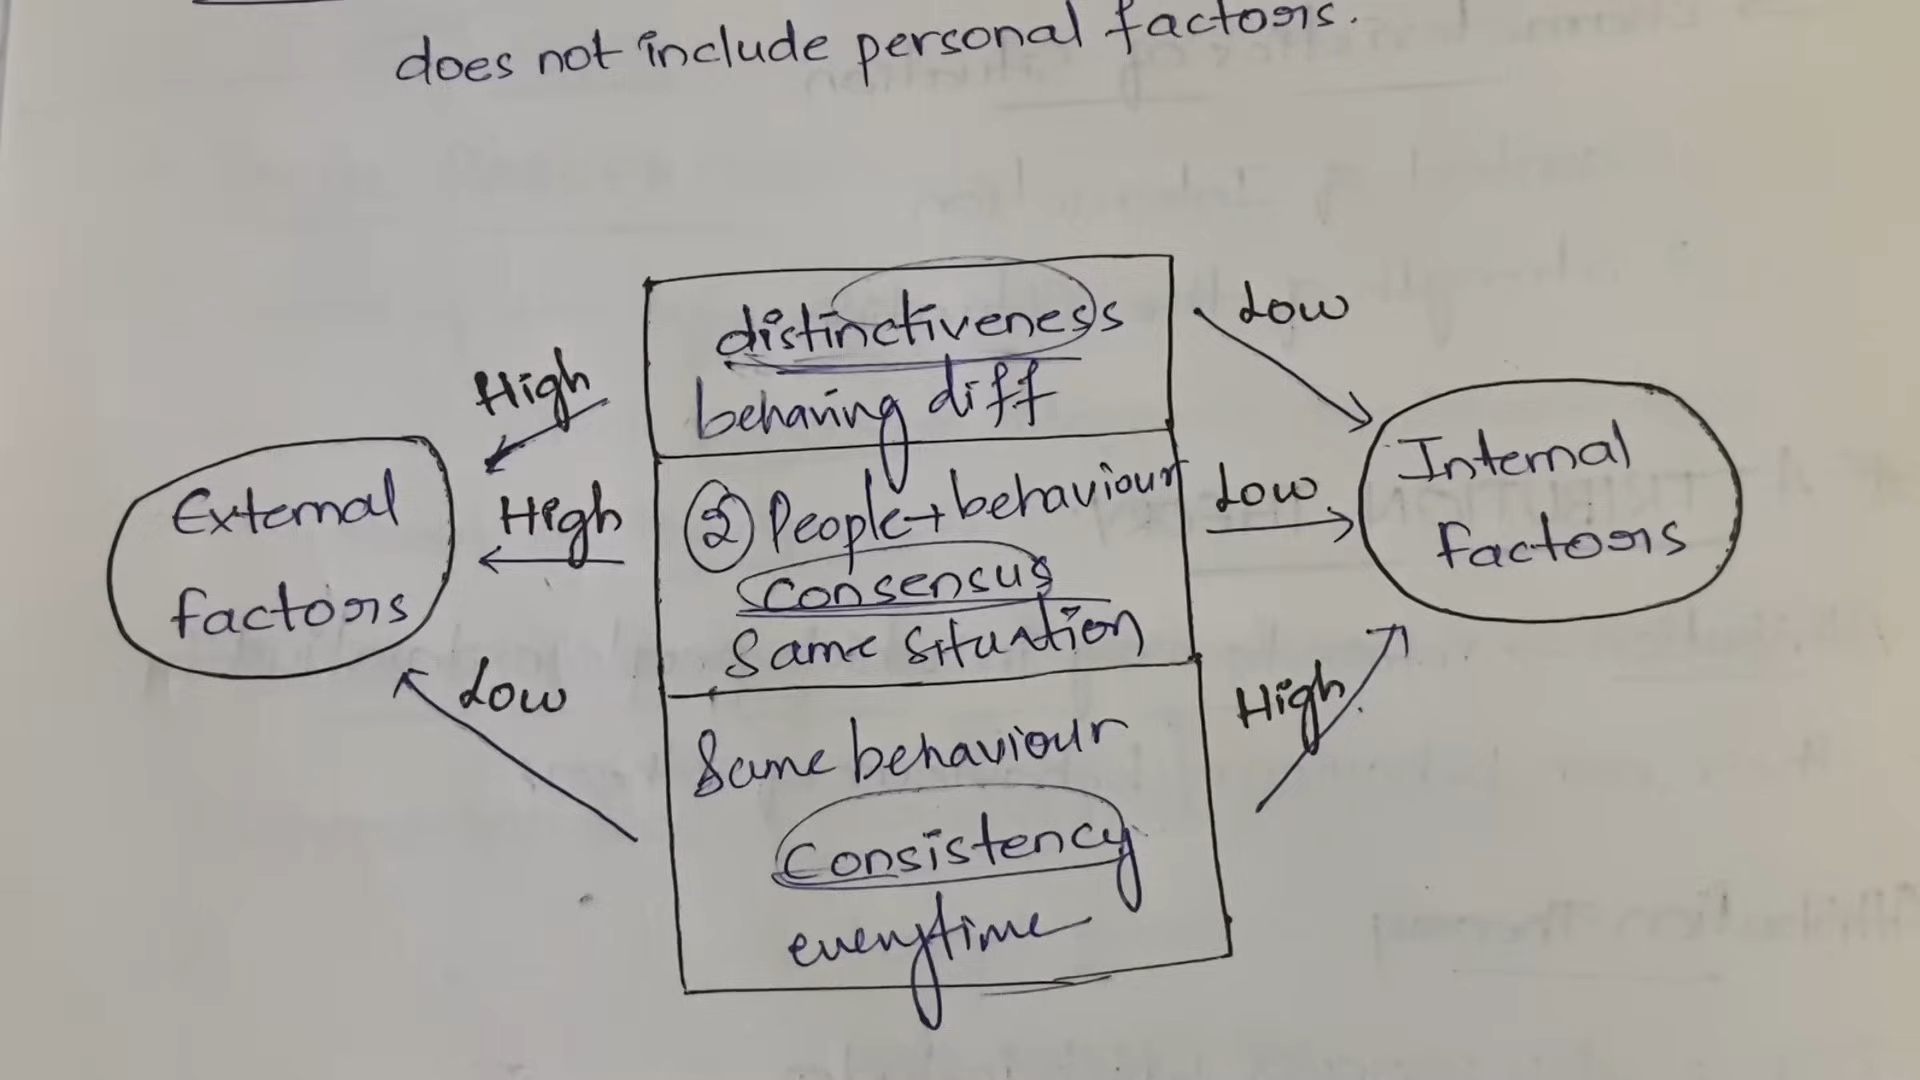 does not include personal factors.
distinctiveness
behaving diff
② People → behaviour
consensus
same situation
Same behaviour
Consistency
everytime
High
High
Low
External
factors
Low
Low
High
Internal
factors